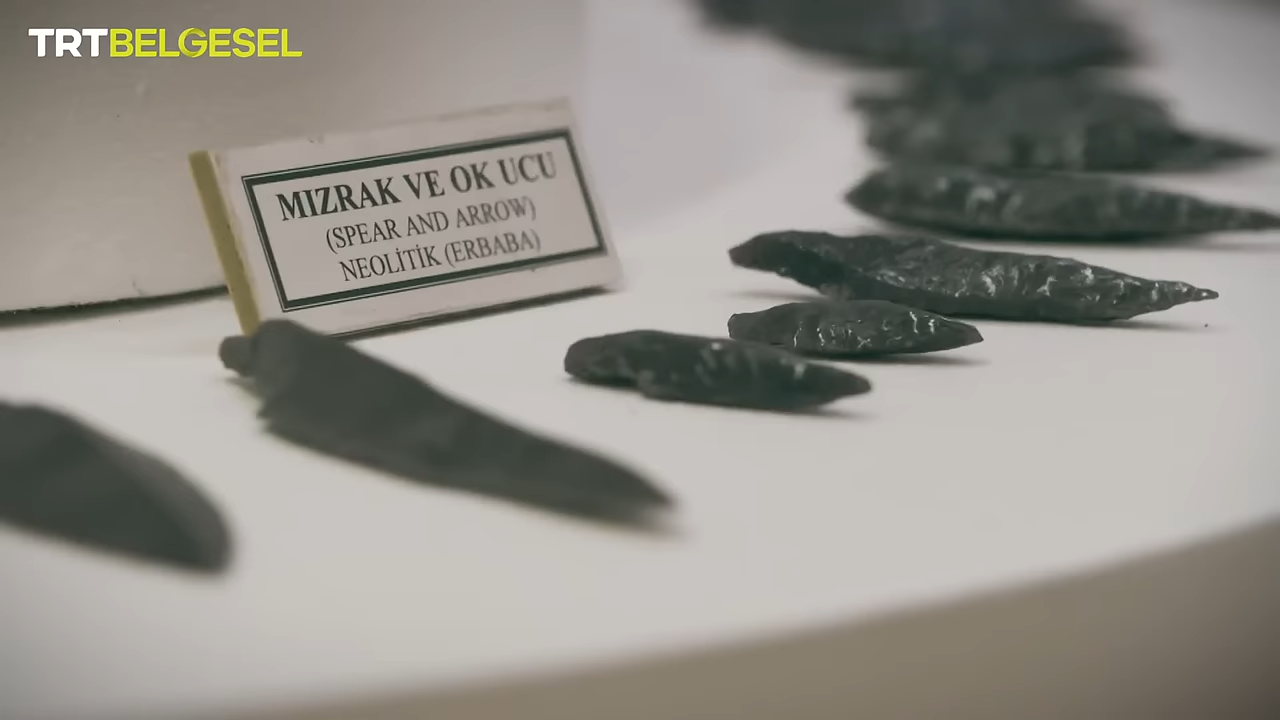 TRTBELGESEL
MIZRAK VE OK UCU
(SPEAR AND ARROW)
NEOLİTİK (ERBABA)